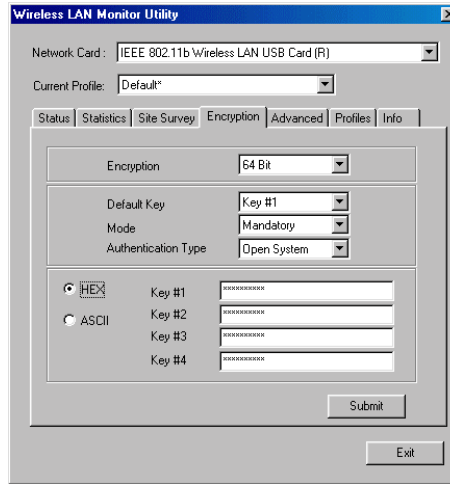 Wireless LAN Monitor Utility
Network Card : IEEE 802.11b Wireless LAN USB Card (R)
Current Profile: Default*
Status Statistics Site Survey Encryption Advanced Profiles Info
Encryption 64 Bit
Default Key Key #1
Mode Mandatory
Authentication Type Open System
HEX
ASCII
Key #1 **********
Key #2 **********
Key #3 **********
Key #4 **********
Submit
Exit